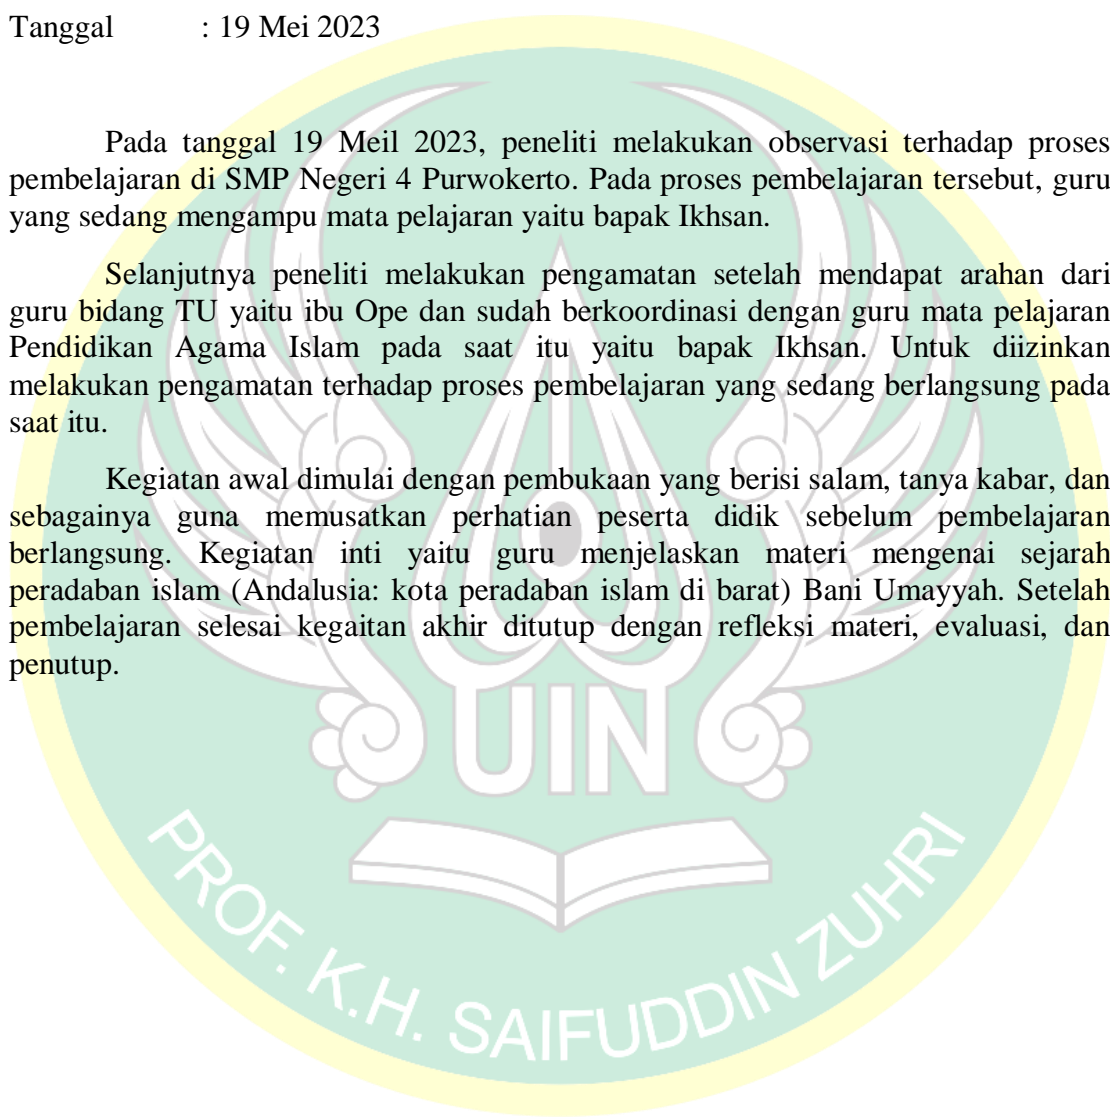 Tanggal : 19 Mei 2023
Pada tanggal 19 Meil 2023, peneliti melakukan observasi terhadap proses
pembelajaran di SMP Negeri 4 Purwokerto. Pada proses pembelajaran tersebut, guru
yang sedang mengampu mata pelajaran yaitu bapak Ikhsan.
Selanjutnya peneliti melakukan pengamatan setelah mendapat arahan dari
guru bidang TU yaitu ibu Ope dan sudah berkoordinasi dengan guru mata pelajaran
Pendidikan Agama Islam pada saat itu yaitu bapak Ikhsan. Untuk diizinkan
melakukan pengamatan terhadap proses pembelajaran yang sedang berlangsung pada
saat itu.
Kegiatan awal dimulai dengan pembukaan yang berisi salam, tanya kabar, dan
sebagainya guna memusatkan perhatian peserta didik sebelum pembelajaran
berlangsung. Kegiatan inti yaitu guru menjelaskan materi mengenai sejarah
peradaban islam (Andalusia: kota peradaban islam di barat) Bani Umayyah. Setelah
pembelajaran selesai kegaitan akhir ditutup dengan refleksi materi, evaluasi, dan
penutup.
UIN
PROF. K.H. SAIFUDDIN ZUHRI